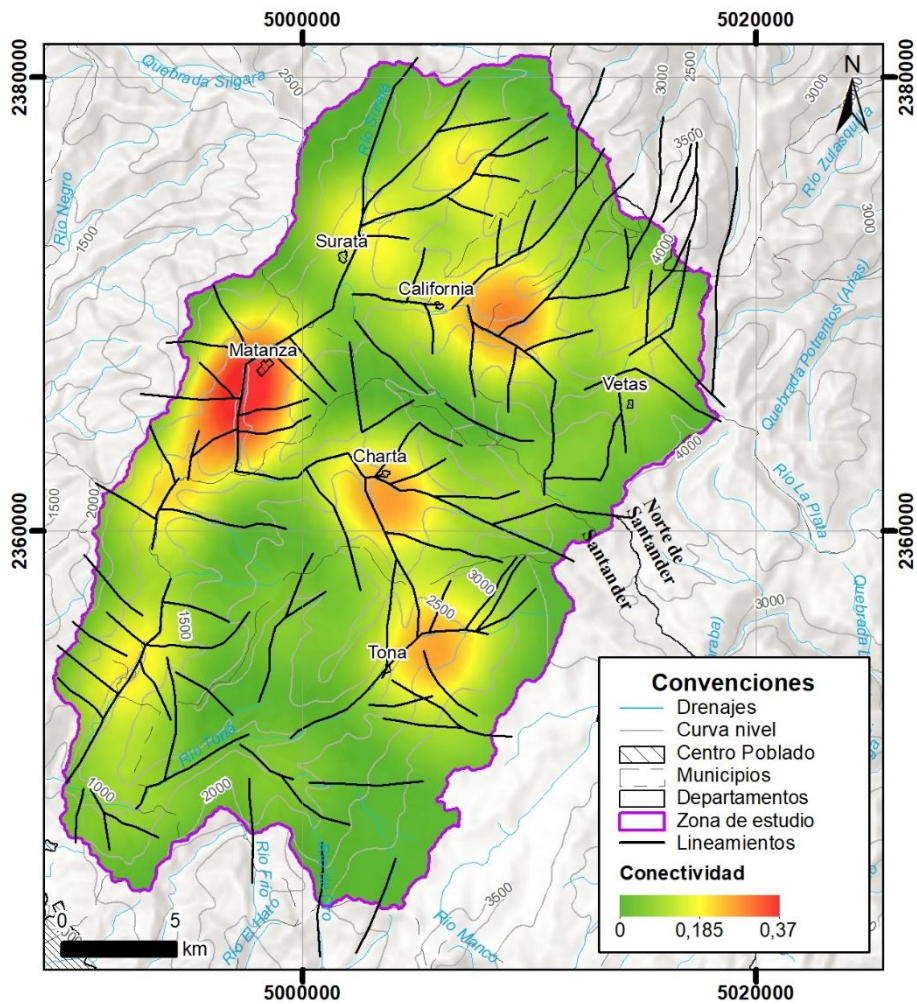 5000000
5020000
2380000
2380000
N
Quebrada Silgará
2500
3000
2500
3000
3500
Río Suratá
Río Zulasquilla
Río Negro
1500
3000
Suratá
4000
California
Quebrada Potreritos (Arias)
Matanza
Vetas
4000
Charta
Río La Plata
1500
2000
2360000
2360000
Norte de
Santander
Santander
3000
2500
3000
1500
Tona
Río Tona
1000
2000
Río Frío
Río El Hato
3500
Río Manco
Convenciones
Drenajes
Curva nivel
Centro Poblado
Municipios
Departamentos
Zona de estudio
Lineamientos
Conectividad
0
0,185
0,37
0
5
km
5000000
5020000